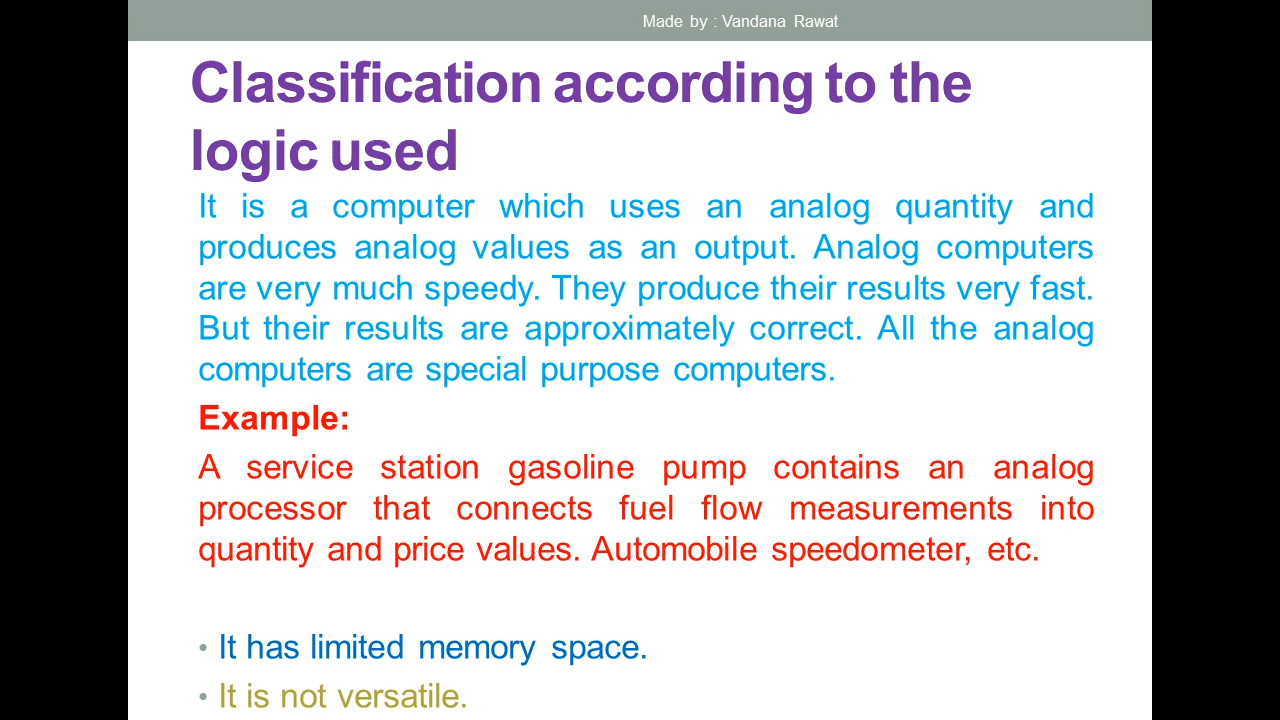 Made by : Vandana Rawat
Classification according to the
logic used
It is a computer which uses an analog quantity and
produces analog values as an output. Analog computers
are very much speedy. They produce their results very fast.
But their results are approximately correct. All the analog
computers are special purpose computers.
Example:
A service station gasoline pump contains an analog
processor that connects fuel flow measurements into
quantity and price values. Automobile speedometer, etc.
• It has limited memory space.
• It is not versatile.